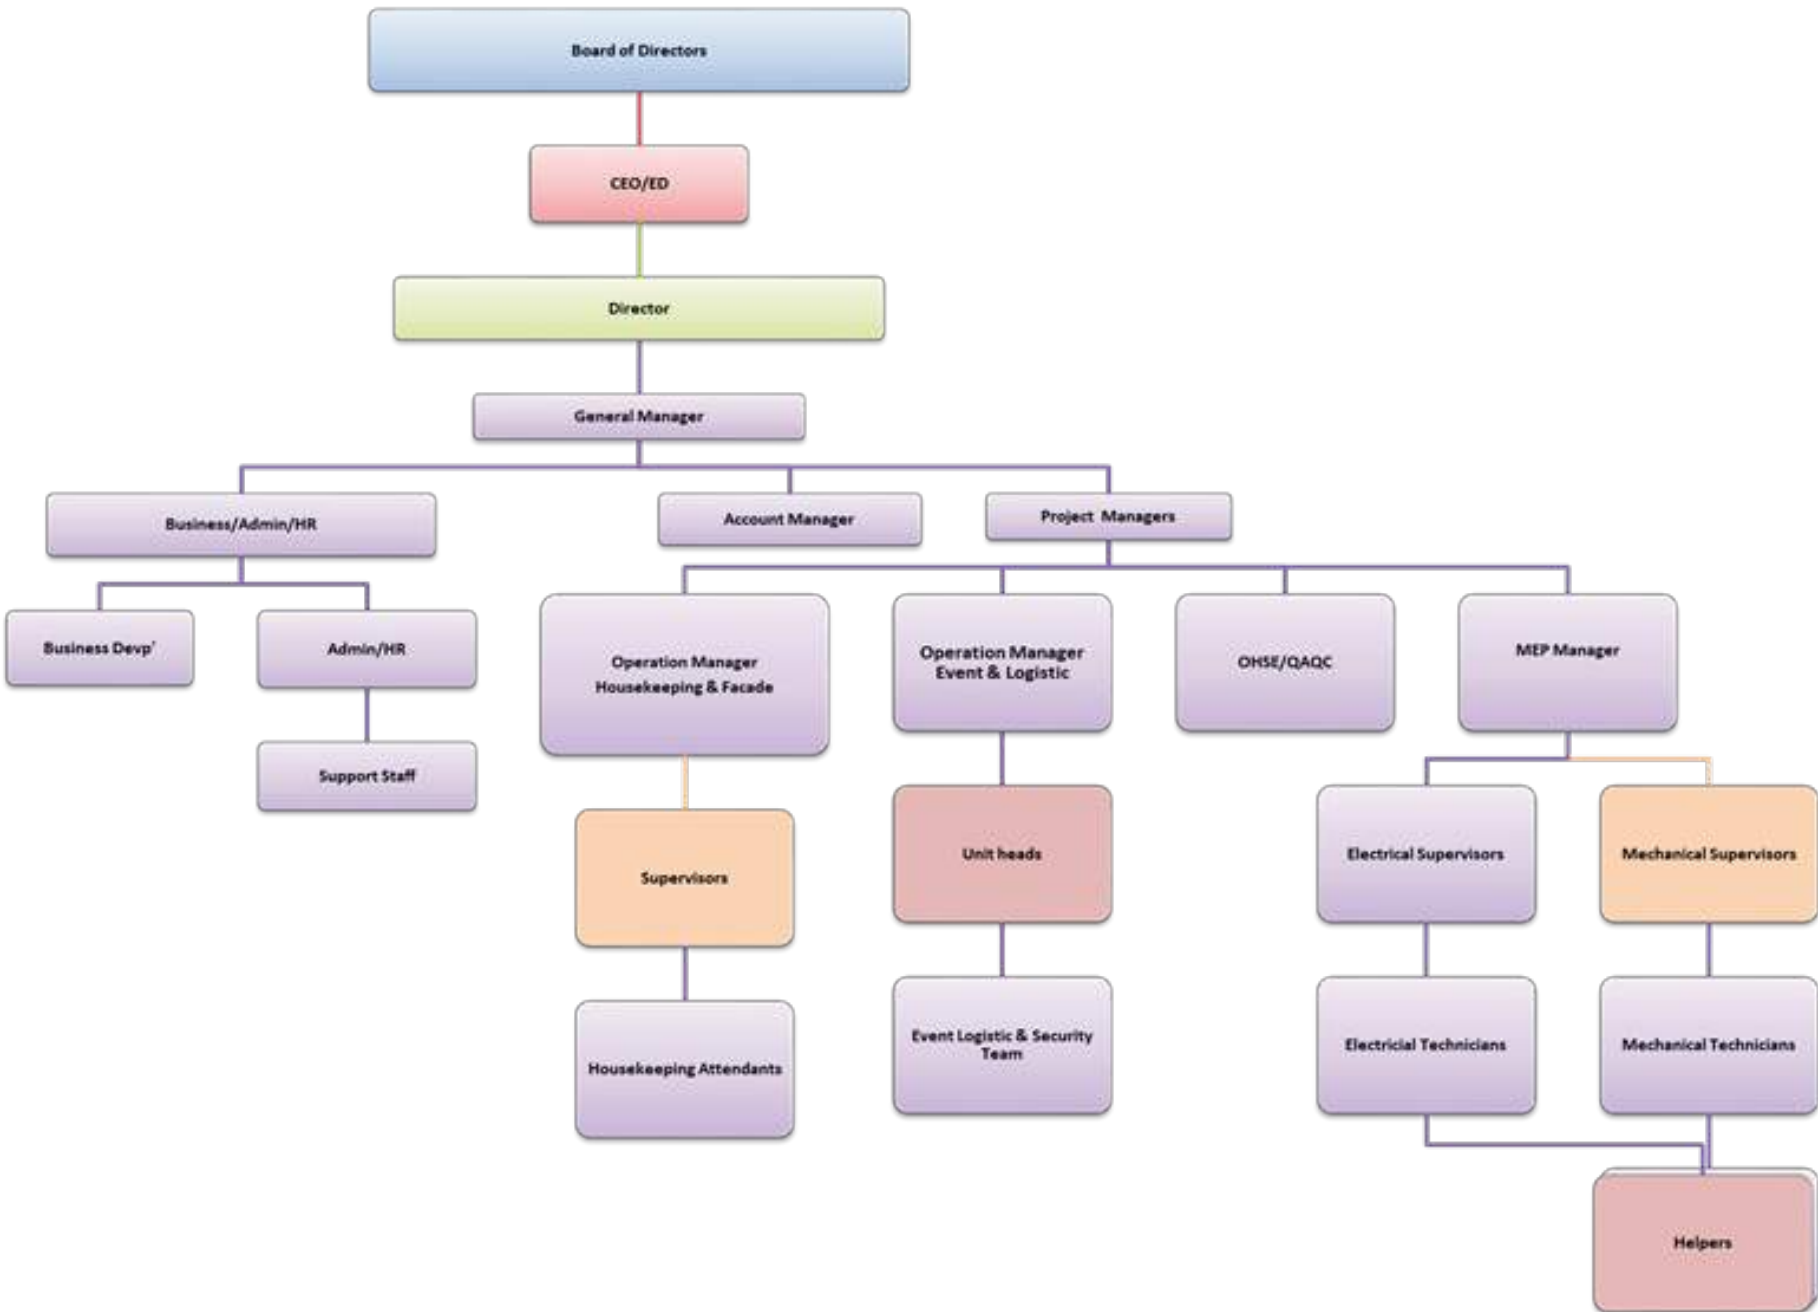 Board of Directors
CEO/ED
Director
General Manager
Business/Admin/HR
Account Manager
Project Managers
Business Devp'
Admin/HR
Operation Manager
Housekeeping & Facade
Operation Manager
Event & Logistic
OHSE/QAQC
MEP Manager
Support Staff
Supervisors
Unit heads
Electrical Supervisors
Mechanical Supervisors
Housekeeping Attendants
Event Logistic & Security
Team
Electricial Technicians
Mechanical Technicians
Helpers